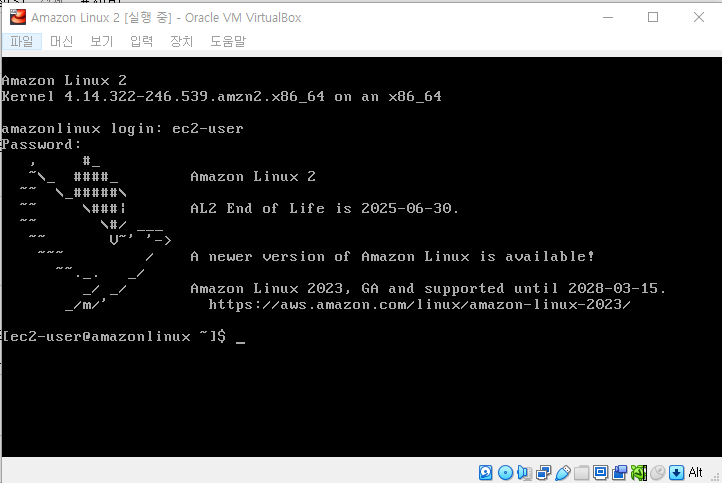 Amazon Linux 2 [실행 중] - Oracle VM VirtualBox
파일 머신 보기 입력 장치 도움말
Amazon Linux 2
Kernel 4.14.322-246.539.amzn2.x86_64 on an x86_64
amazonlinux login: ec2-user
Password:
   ,     #_
   ~\_  ####_        Amazon Linux 2
  ~~  \_#####\
  ~~     \###|       AL2 End of Life is 2025-06-30.
  ~~       \#/ ___
   ~~       V~' '->
    ~~~         /    A newer version of Amazon Linux is available!
      ~~._.   _/
         _/ _/       Amazon Linux 2023, GA and supported until 2028-03-15.
       _/m/'           https://aws.amazon.com/linux/amazon-linux-2023/
[ec2-user@amazonlinux ~]$ _
Alt